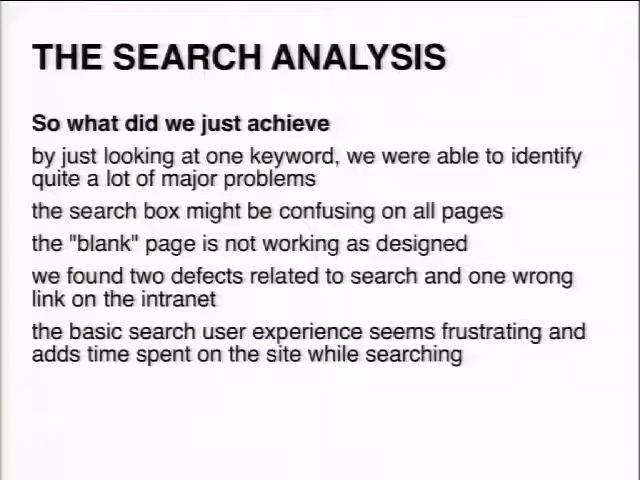 THE SEARCH ANALYSIS
So what did we just achieve
by just looking at one keyword, we were able to identify
quite a lot of major problems
the search box might be confusing on all pages
the "blank" page is not working as designed
we found two defects related to search and one wrong
link on the intranet
the basic search user experience seems frustrating and
adds time spent on the site while searching